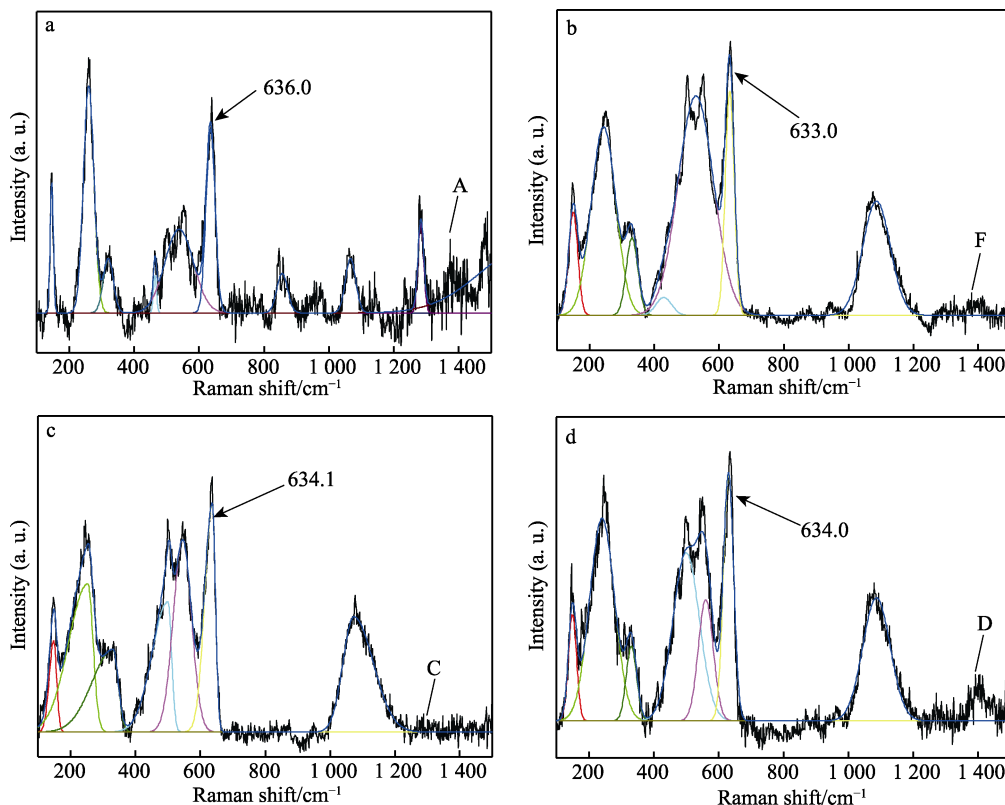 a
636.0
A
Intensity (a. u.)
200 400 600 800 1 000 1 200 1 400
Raman shift/cm⁻¹
b
633.0
F
Intensity (a. u.)
200 400 600 800 1 000 1 200 1 400
Raman shift/cm⁻¹
c
634.1
C
Intensity (a. u.)
200 400 600 800 1 000 1 200 1 400
Raman shift/cm⁻¹
d
634.0
D
Intensity (a. u.)
200 400 600 800 1 000 1 200 1 400
Raman shift/cm⁻¹